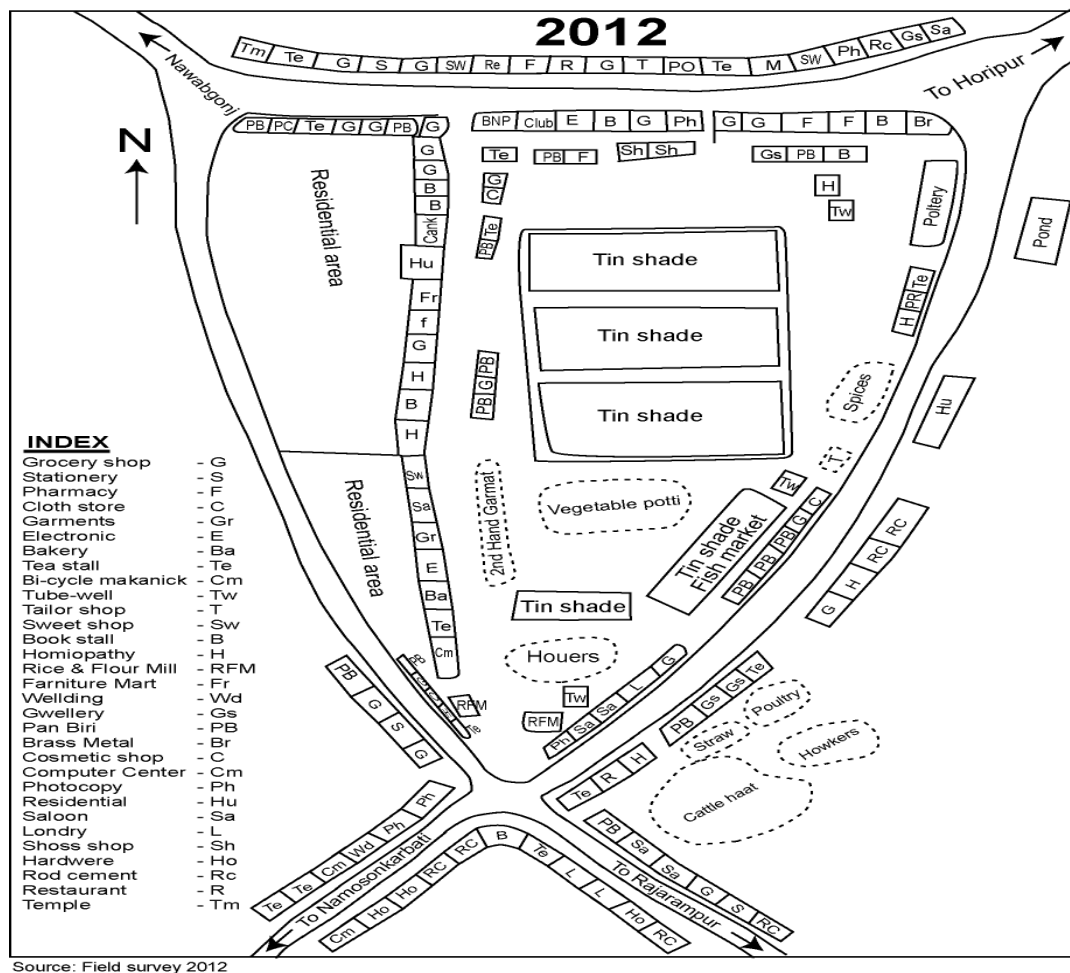 2012
Nawabgonj
To Horipur
Tm Te G S G SW Re F R G T PO Te M SW Ph Rc Gs Sa
N
PB PC Te G G PB G
BNP Club E B G Ph
G G F F B Br
G
G
B
B
Cank
Hu
Fr
f
G
H
B
H
Residential area
Te
PB F
Sh Sh
Gs PB B
G
C
PB Te
H
Tw
Poltery
Pond
Tin shade
Tin shade
Tin shade
H PR Te
PB G PB
Spices
Hu
T
Tw
Sw
Sa
Gr
E
Ba
Te
Cm
Residential area
2nd Hand Garmat
Vegetable potti
Tin shade
Fish market
PB PB PB G C
G H RC RC
Tin shade
Houers
RFM
RFM
Tw
Ph Sa Sa L G
PB G S G
PB Gs Gs Te
Poultry
Straw
Howkers
Cattle haat
Te R H
Te Te Cm Wd Ph Ph
To Namosonkarbati
Cm Ho Ho RC RC B Te L L Ho RC
To Rajarampur
PB Sa Sa G S RC
INDEX
Grocery shop - G
Stationery - S
Pharmacy - F
Cloth store - C
Garments - Gr
Electronic - E
Bakery - Ba
Tea stall - Te
Bi-cycle makanick - Cm
Tube-well - Tw
Tailor shop - T
Sweet shop - Sw
Book stall - B
Homiopathy - H
Rice & Flour Mill - RFM
Farniture Mart - Fr
Wellding - Wd
Gwellery - Gs
Pan Biri - PB
Brass Metal - Br
Cosmetic shop - C
Computer Center - Cm
Photocopy - Ph
Residential - Hu
Saloon - Sa
Londry - L
Shoss shop - Sh
Hardwere - Ho
Rod cement - Rc
Restaurant - R
Temple - Tm
Source: Field survey 2012